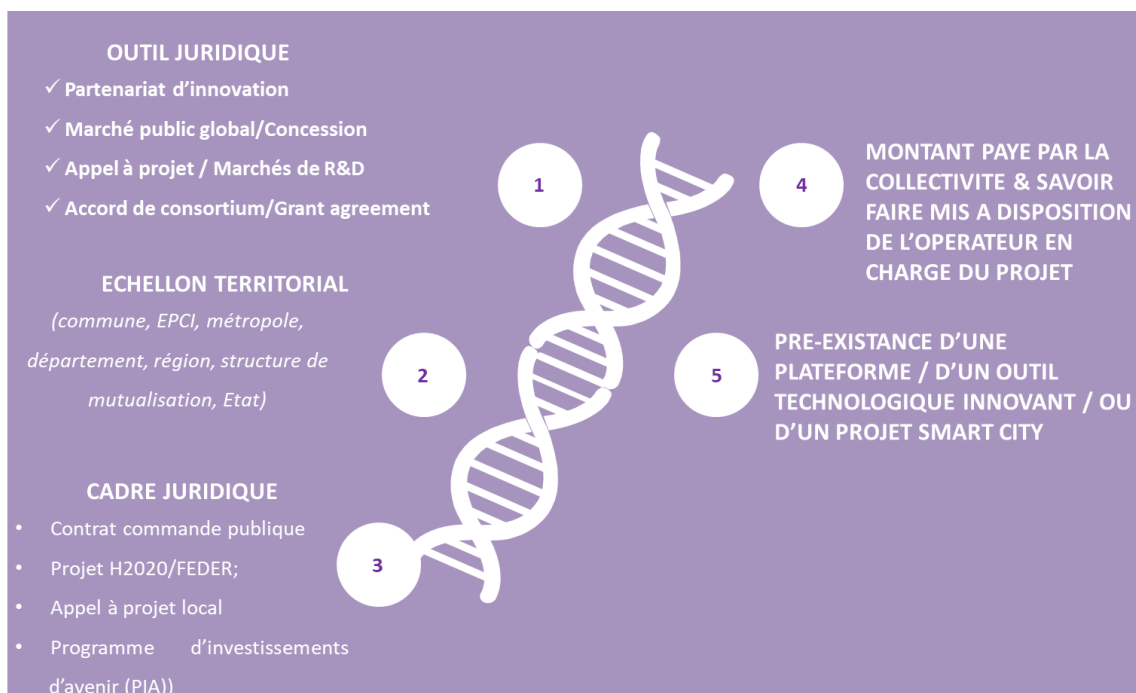 OUTIL JURIDIQUE
✓ Partenariat d'innovation
✓ Marché public global/Concession
✓ Appel à projet / Marchés de R&D
✓ Accord de consortium/Grant agreement
1
ECHELLON TERRITORIAL
(commune, EPCI, métropole,
département, région, structure de
mutualisation, Etat)
2
CADRE JURIDIQUE
• Contrat commande publique
• Projet H2020/FEDER;
• Appel à projet local
• Programme d'investissements
d'avenir (PIA))
3
4
MONTANT PAYE PAR LA
COLLECTIVITE & SAVOIR
FAIRE MIS A DISPOSITION
DE L'OPERATEUR EN
CHARGE DU PROJET
5
PRE-EXISTANCE D'UNE
PLATEFORME / D'UN OUTIL
TECHNOLOGIQUE INNOVANT / OU
D'UN PROJET SMART CITY